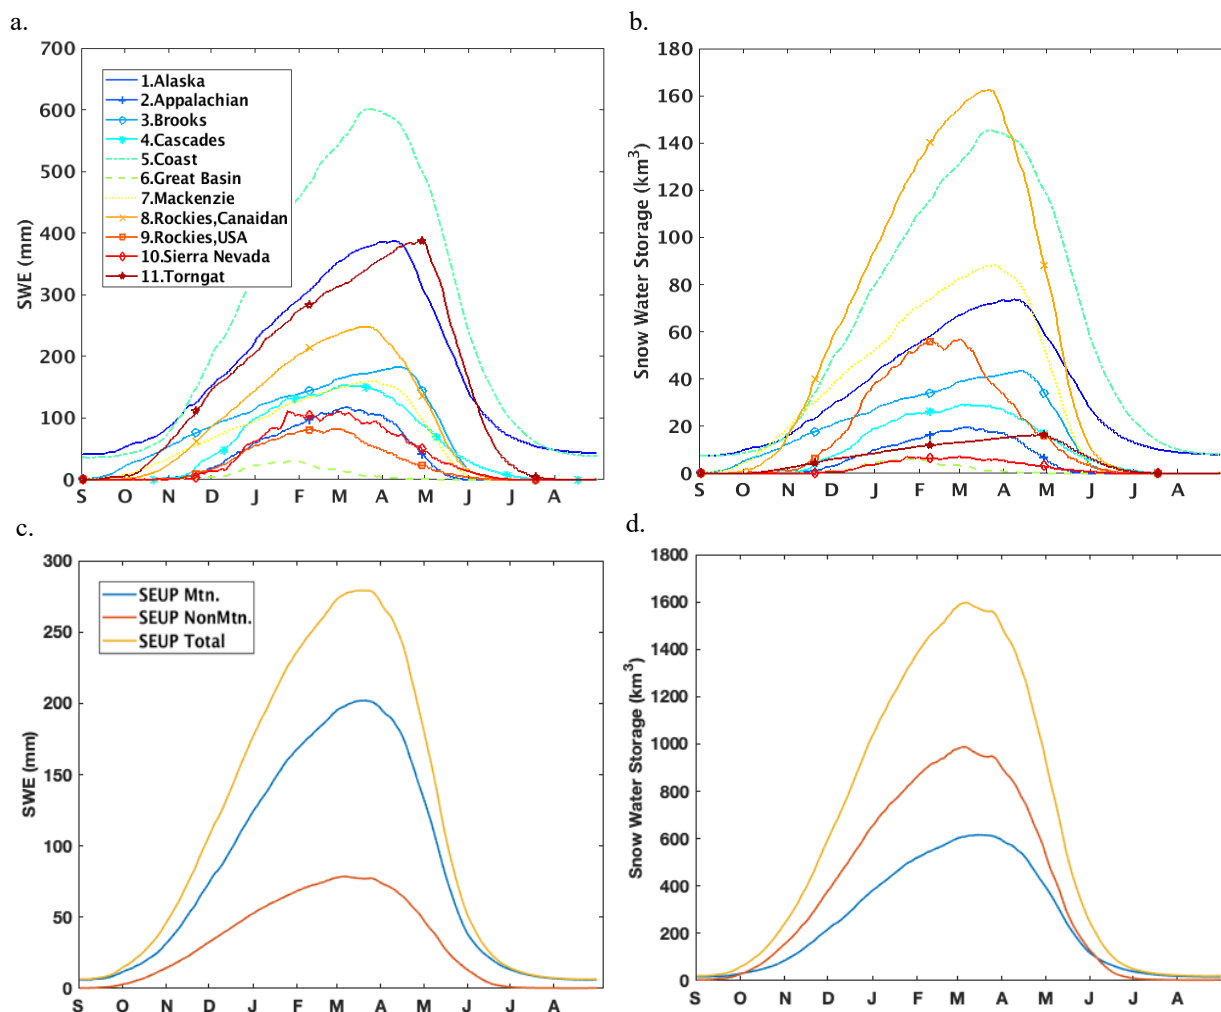 a.
700
600
500
400
300
200
100
0
SWE (mm)
1.Alaska
2.Appalachian
3.Brooks
4.Cascades
5.Coast
6.Great Basin
7.Mackenzie
8.Rockies,Canaidan
9.Rockies,USA
10.Sierra Nevada
11.Torngat
S O N D J F M A M J J A
b.
180
160
140
120
100
80
60
40
20
0
Snow Water Storage (km³)
S O N D J F M A M J J A
c.
300
250
200
150
100
50
0
SWE (mm)
SEUP Mtn.
SEUP NonMtn.
SEUP Total
S O N D J F M A M J J A
d.
1800
1600
1400
1200
1000
800
600
400
200
0
Snow Water Storage (km³)
S O N D J F M A M J J A